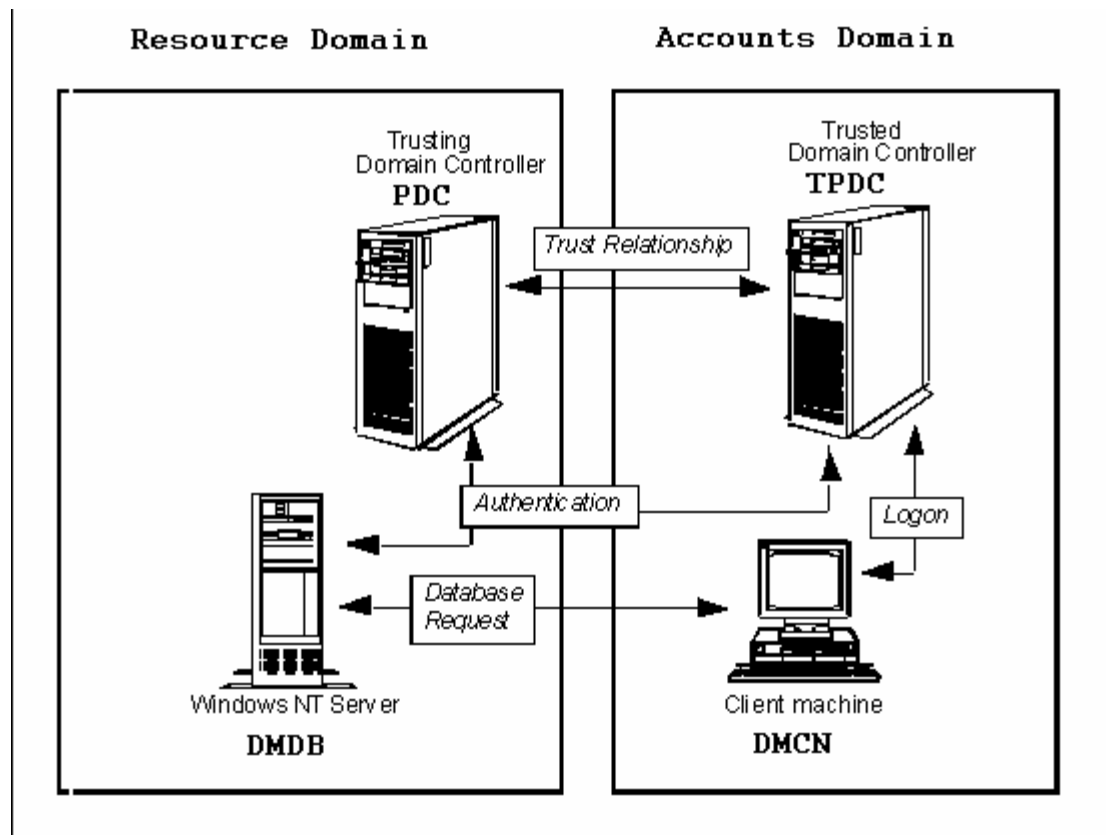 Resource Domain
Accounts Domain
Trusting
Domain Controller
PDC
Trusted
Domain Controller
TPDC
Trust Relationship
Authentication
Logon
Database
Request
Windows NT Server
DMDB
Client machine
DMCN